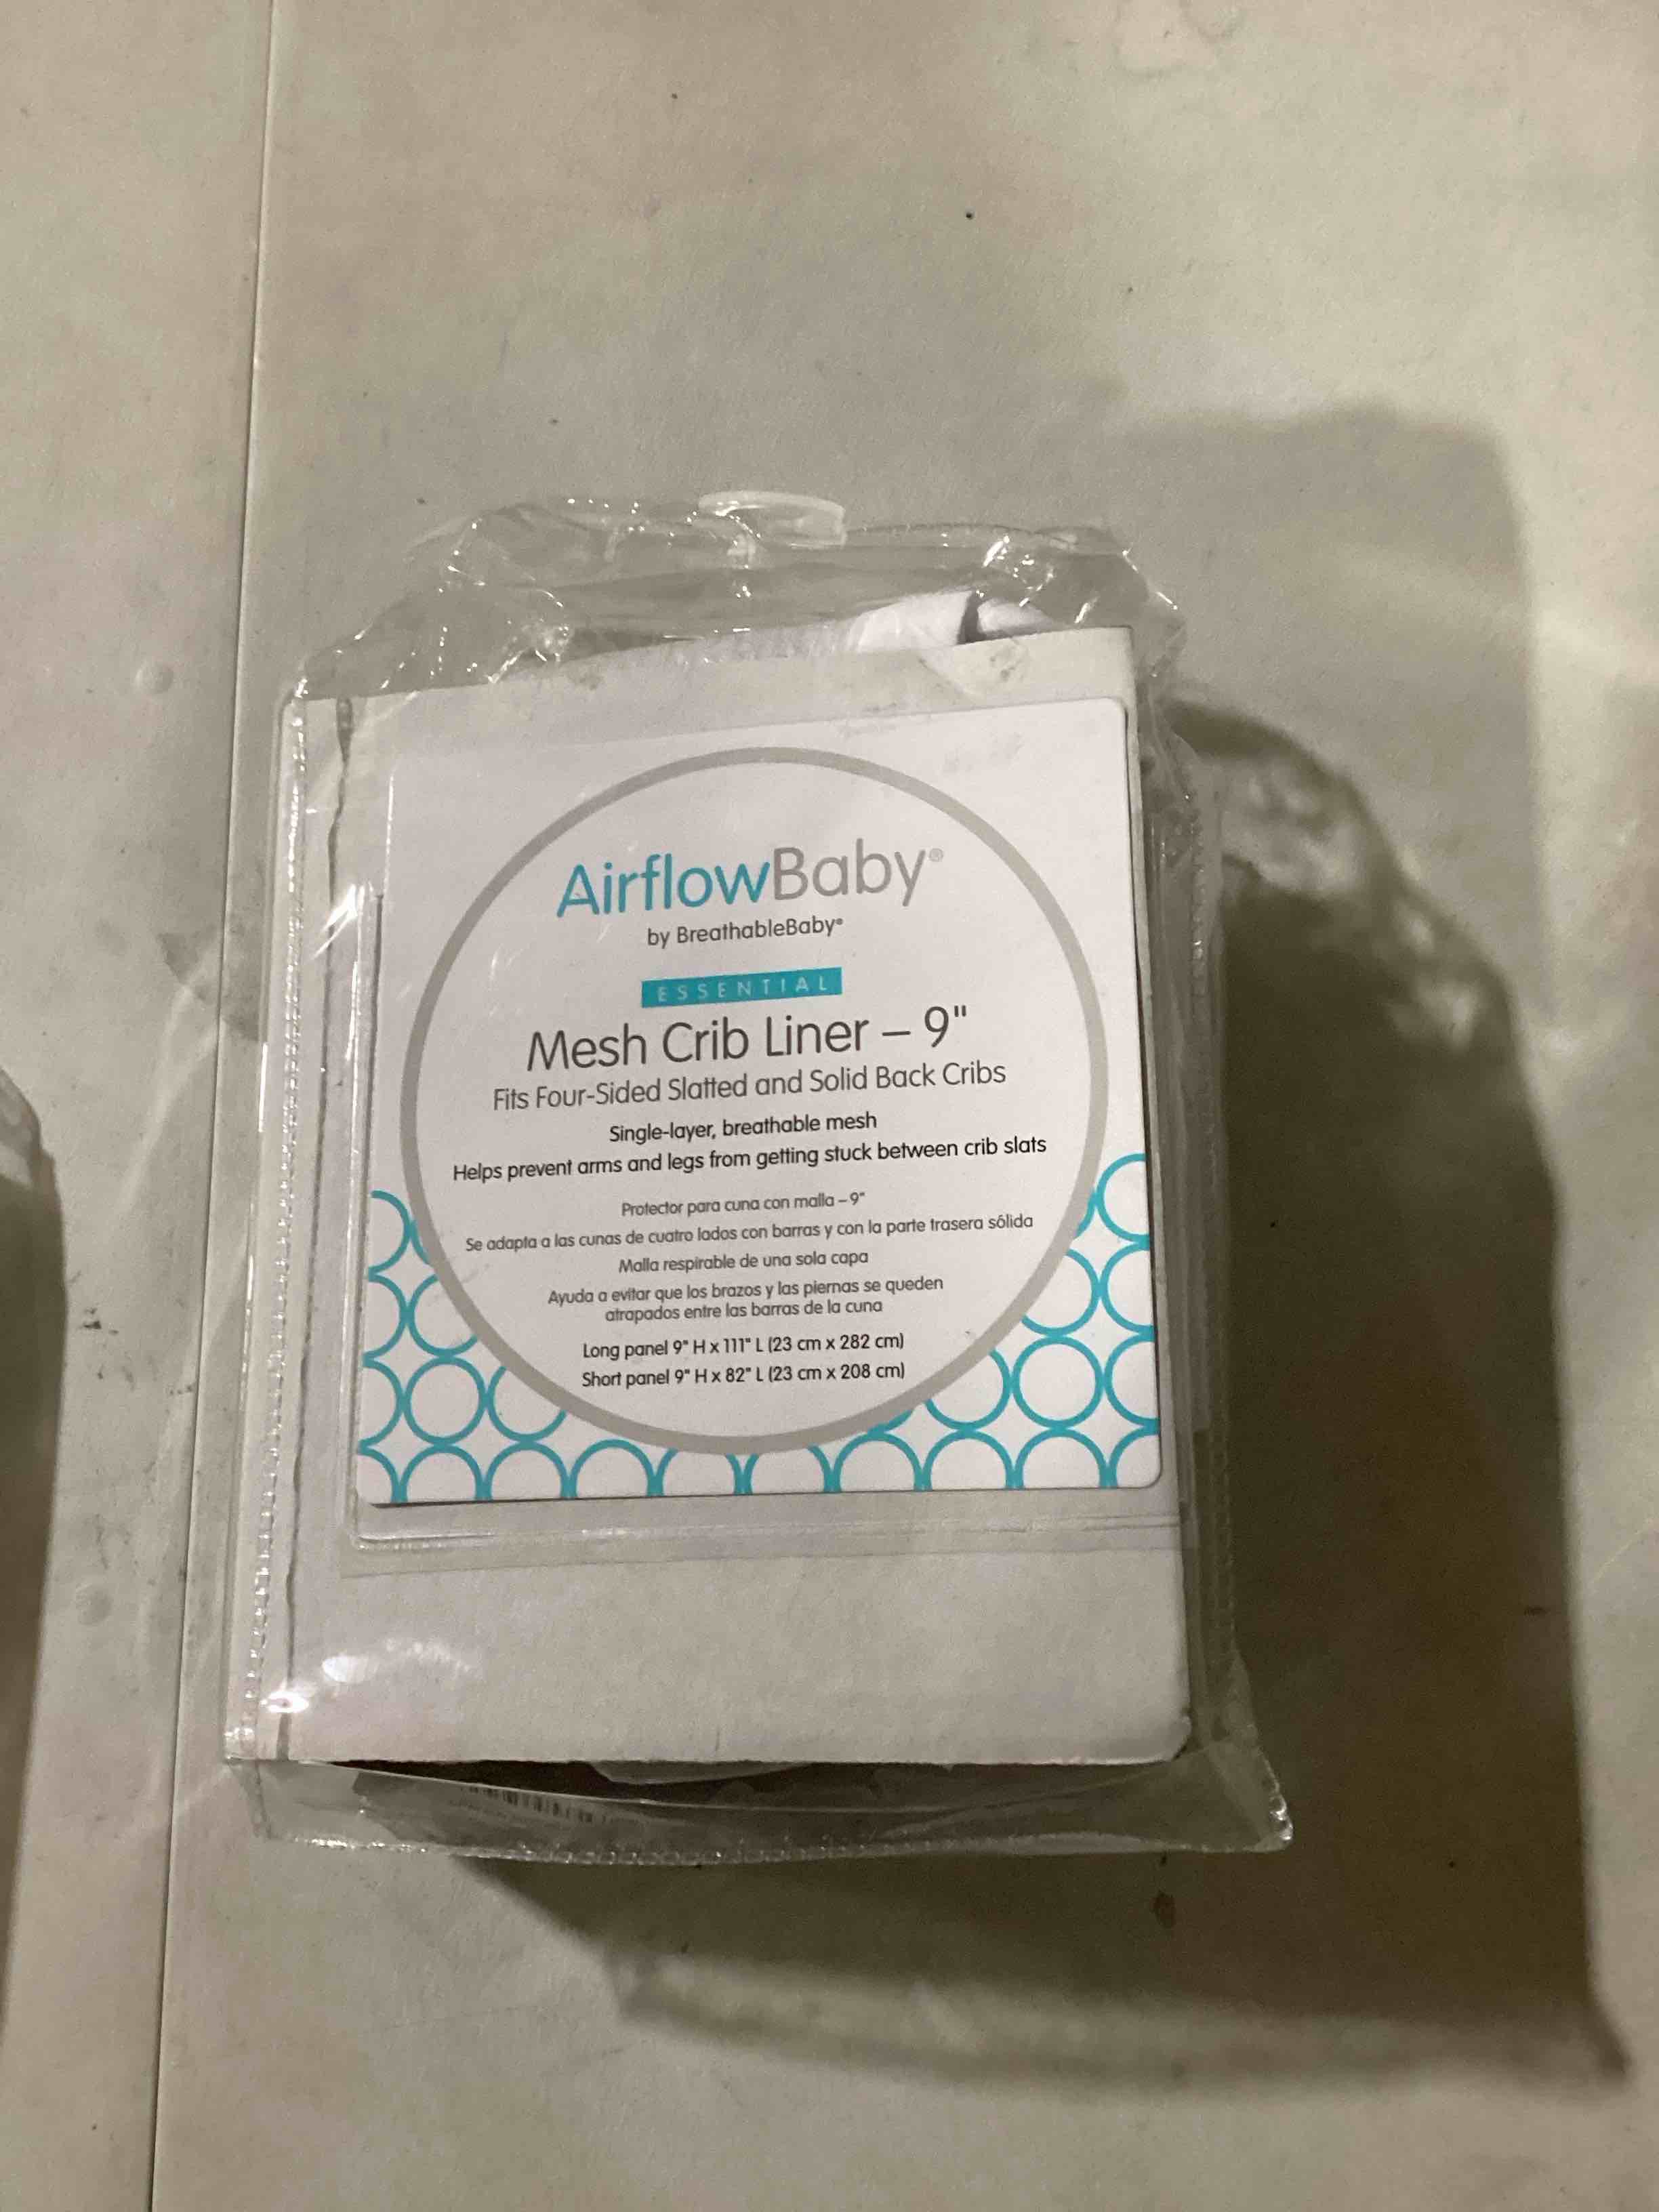 AirflowBaby®
by BreathableBaby®
ESSENTIAL
Mesh Crib Liner – 9"
Fits Four-Sided Slatted and Solid Back Cribs
Single-layer, breathable mesh
Helps prevent arms and legs from getting stuck between crib slats
Protector para cuna con malla – 9"
Se adapta a las cunas de cuatro lados con barras y con la parte trasera sólida
Malla respirable de una sola capa
Ayuda a evitar que los brazos y las piernas se queden
atrapados entre las barras de la cuna
Long panel 9" H x 111" L (23 cm x 282 cm)
Short panel 9" H x 82" L (23 cm x 208 cm)